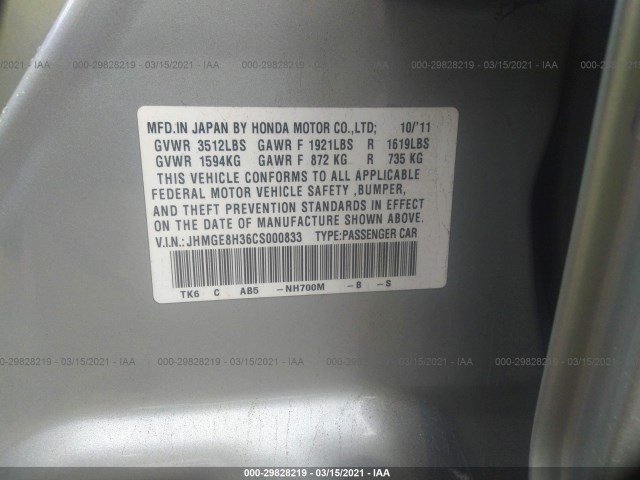 000-29828219 - 03/15/2021 - IAA 000-29828219 - 03/15/2021 - IAA 000-29828219 - 03/15/2021 - IAA
MFD.IN JAPAN BY HONDA MOTOR CO.,LTD; 10/'11
GVWR 3512LBS GAWR F 1921LBS R 1619LBS
GVWR 1594KG GAWR F 872 KG R 735 KG
THIS VEHICLE CONFORMS TO ALL APPLICABLE
FEDERAL MOTOR VEHICLE SAFETY ,BUMPER,
AND THEFT PREVENTION STANDARDS IN EFFECT
ON THE DATE OF MANUFACTURE SHOWN ABOVE.
V.I.N.: JHMGE8H36CS000833 TYPE:PASSENGER CAR
TK6 C AB5 -NH700M -B -S
000-29828219 - 03/15/2021 - IAA 000-29828219 - 03/15/2021 - IAA 000-29828219 - 03/15/2021 - IAA
000-29828219 - 03/15/2021 - IAA